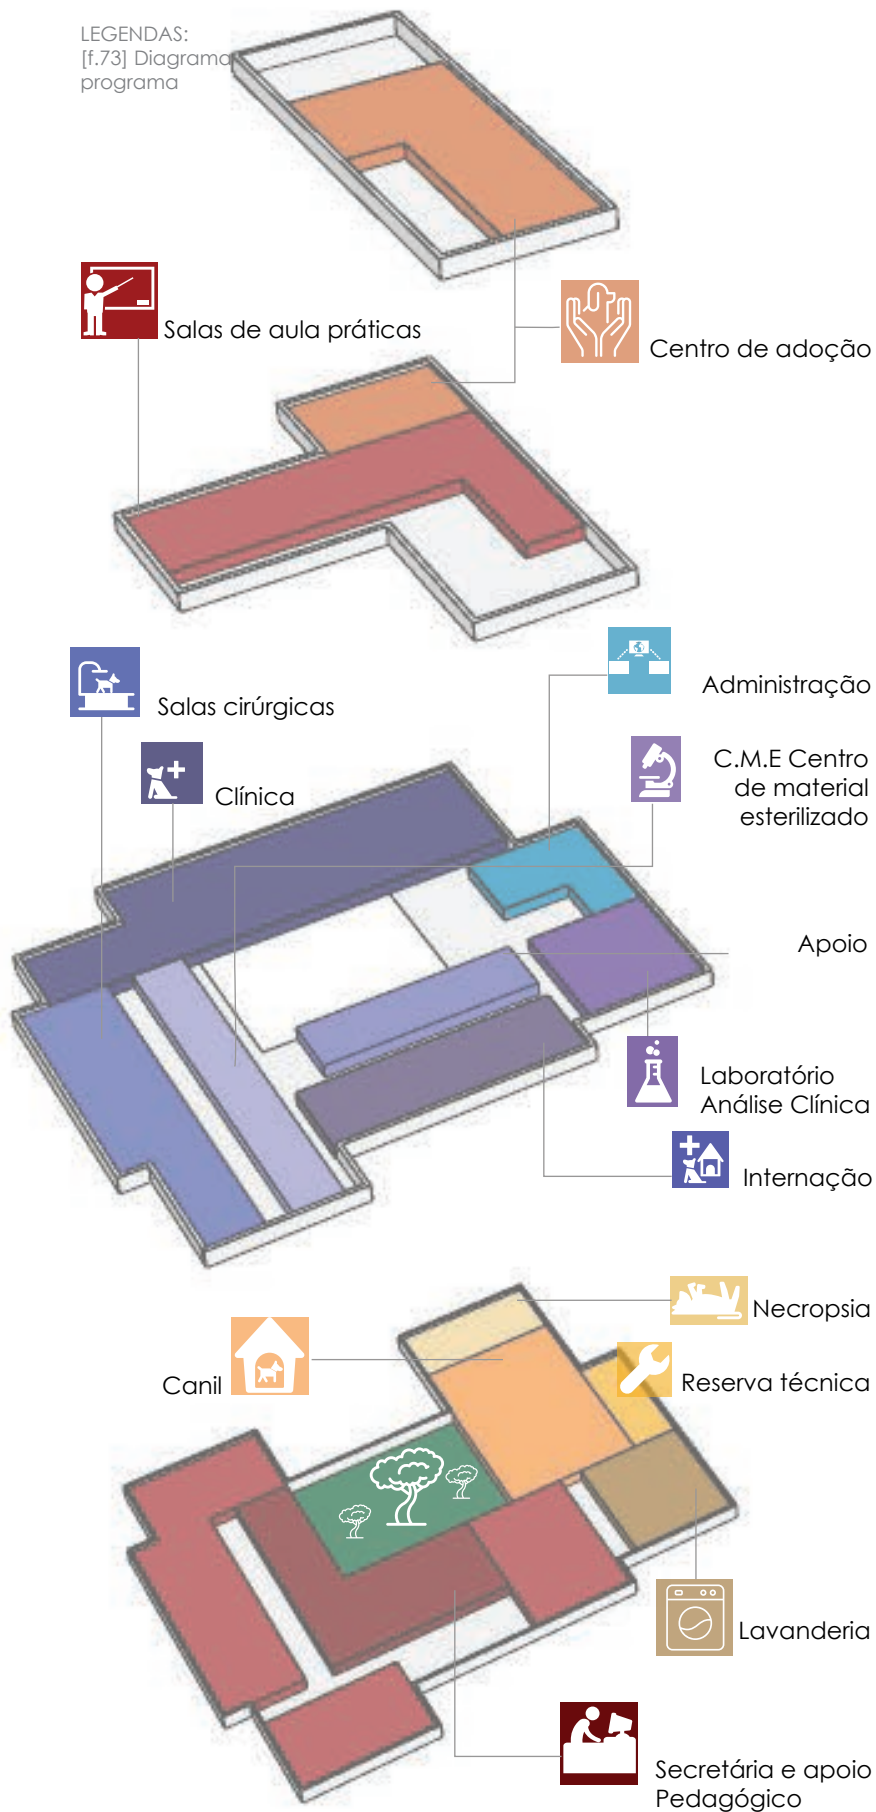 LEGENDAS:
[f.73] Diagrama
programa
Salas de aula práticas
Centro de adoção
Salas cirúrgicas
Administração
Clínica
C.M.E Centro
de material
esterilizado
Apoio
Laboratório
Análise Clínica
Internação
Necropsia
Canil
Reserva técnica
Lavanderia
Secretária e apoio
Pedagógico